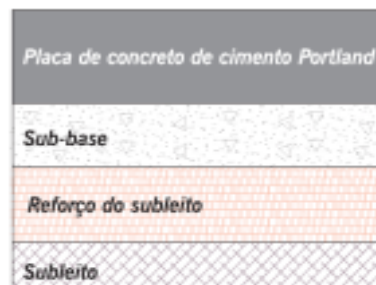 Placa de concreto de cimento Portland
Sub-base
Reforço do subleito
Subleito